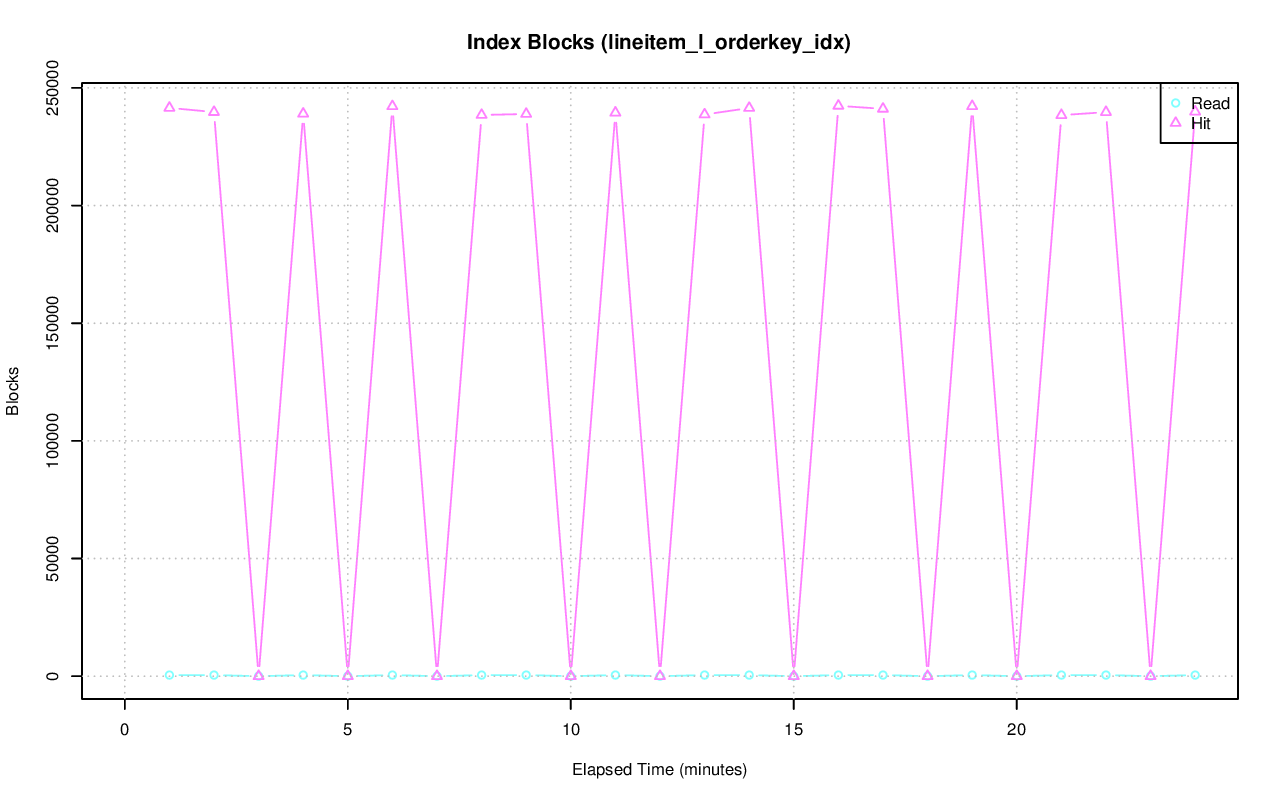 Index Blocks (lineitem_l_orderkey_idx)
Read
Hit
250000
200000
150000
100000
50000
0
Blocks
0 5 10 15 20
Elapsed Time (minutes)